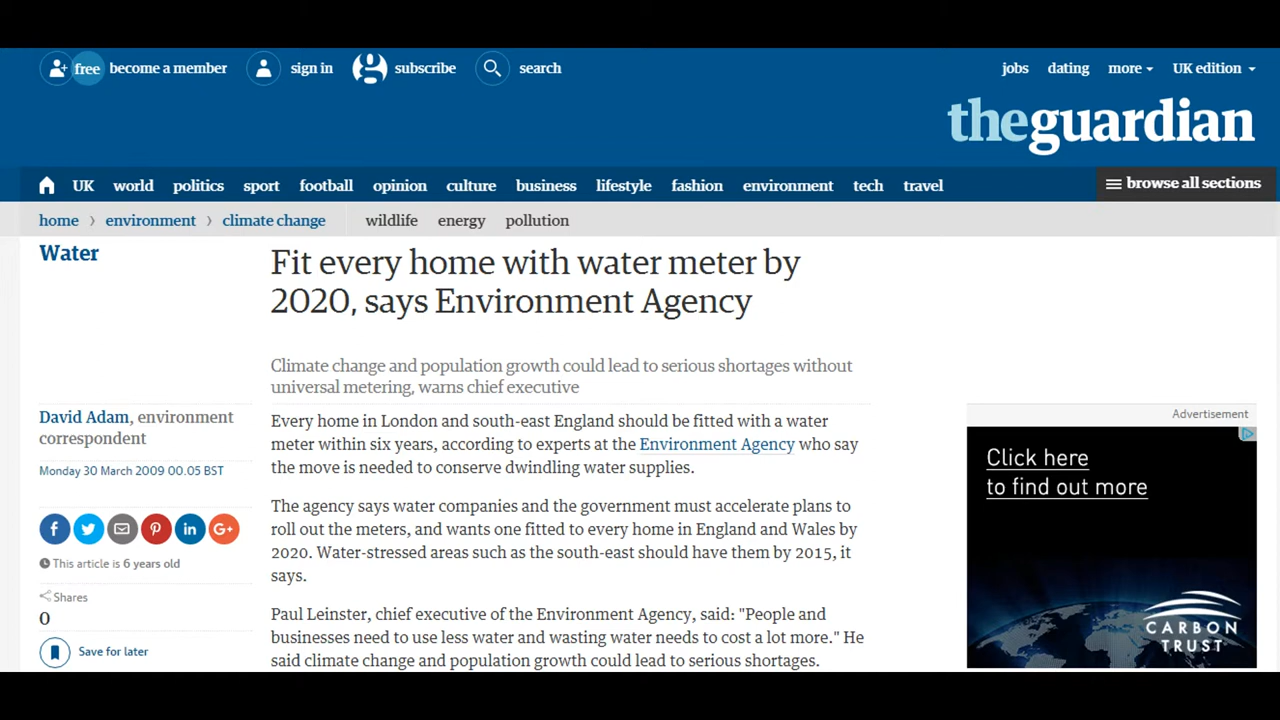 free become a member sign in subscribe search jobs dating more UK edition
theguardian
UK world politics sport football opinion culture business lifestyle fashion environment tech travel browse all sections
home › environment › climate change wildlife energy pollution
Water
Fit every home with water meter by
2020, says Environment Agency
Climate change and population growth could lead to serious shortages without
universal metering, warns chief executive
David Adam, environment
correspondent
Monday 30 March 2009 00.05 BST
This article is 6 years old
Shares
0
Save for later
Every home in London and south-east England should be fitted with a water
meter within six years, according to experts at the Environment Agency who say
the move is needed to conserve dwindling water supplies.
The agency says water companies and the government must accelerate plans to
roll out the meters, and wants one fitted to every home in England and Wales by
2020. Water-stressed areas such as the south-east should have them by 2015, it
says.
Paul Leinster, chief executive of the Environment Agency, said: "People and
businesses need to use less water and wasting water needs to cost a lot more." He
said climate change and population growth could lead to serious shortages.
Advertisement
Click here
to find out more
CARBON
TRUST